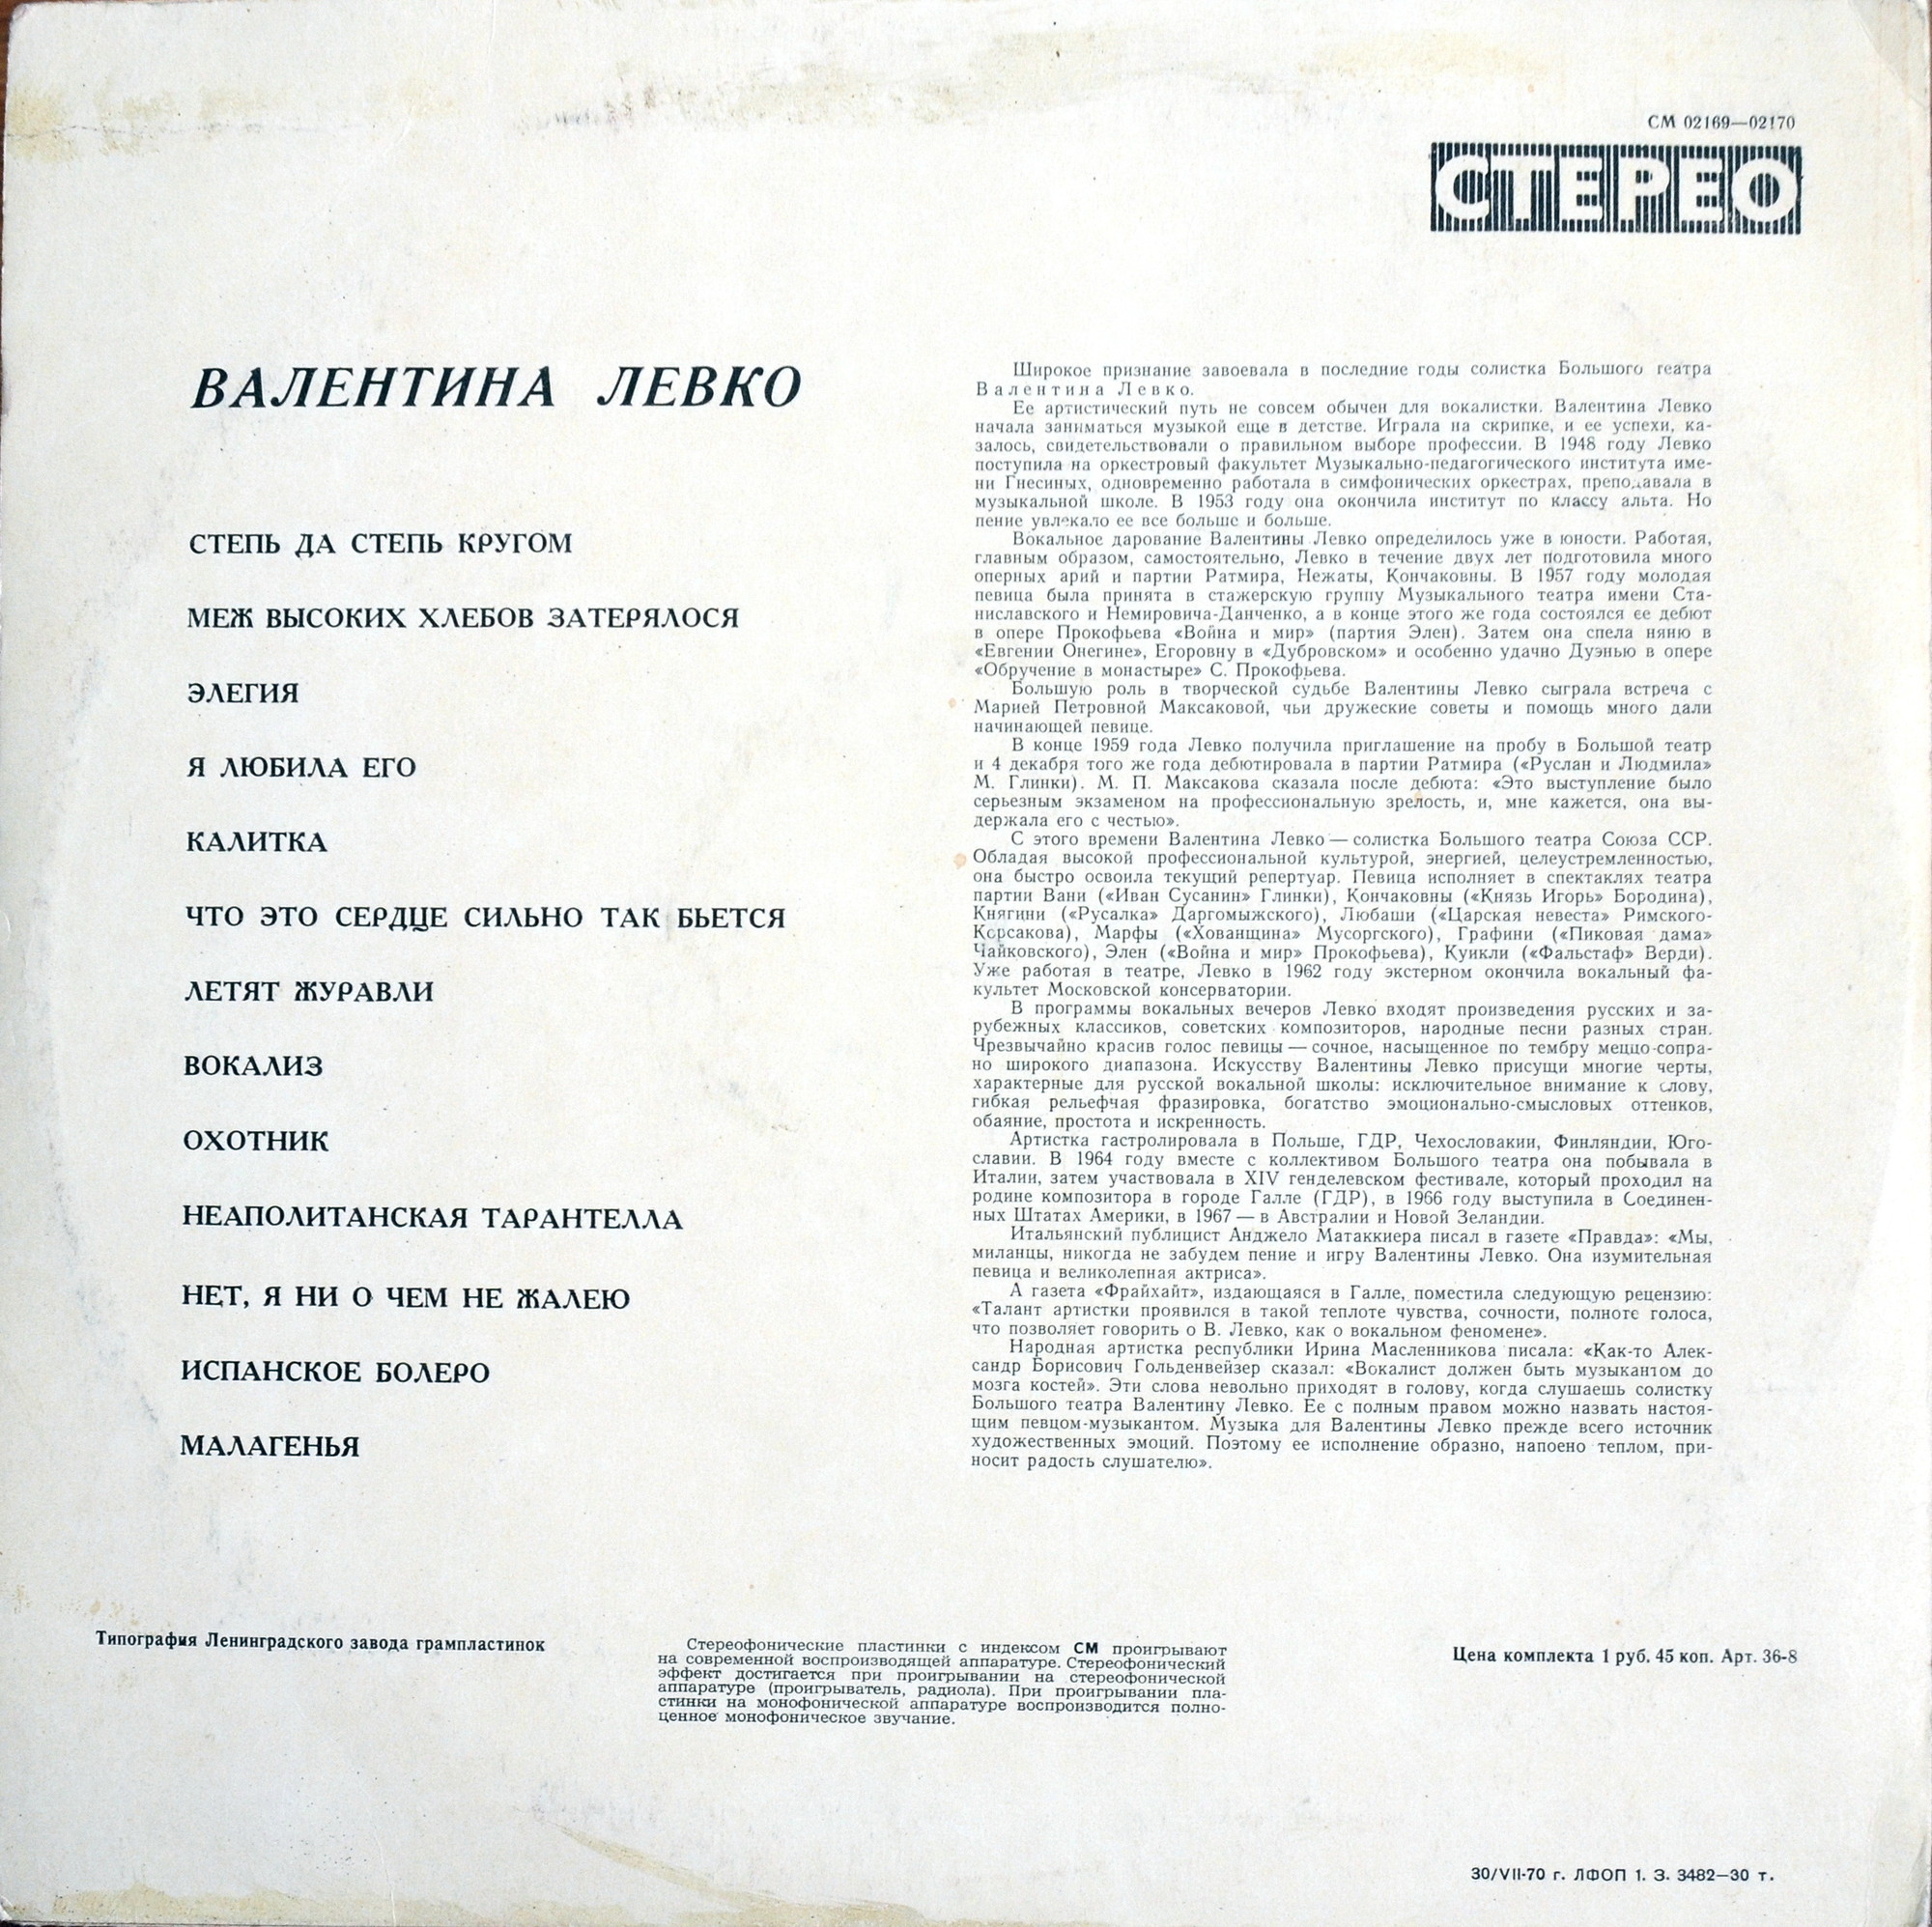 СМ 02169—02170
СТЕРЕО
ВАЛЕНТИНА ЛЕВКО
СТЕПЬ ДА СТЕПЬ КРУГОМ
МЕЖ ВЫСОКИХ ХЛЕБОВ ЗАТЕРЯЛОСЯ
ЭЛЕГИЯ
Я ЛЮБИЛА ЕГО
КАЛИТКА
ЧТО ЭТО СЕРДЦЕ СИЛЬНО ТАК БЬЕТСЯ
ЛЕТЯТ ЖУРАВЛИ
ВОКАЛИЗ
ОХОТНИК
НЕАПОЛИТАНСКАЯ ТАРАНТЕЛЛА
НЕТ, Я НИ О ЧЕМ НЕ ЖАЛЕЮ
ИСПАНСКОЕ БОЛЕРО
МАЛАГЕНЬЯ
Широкое признание завоевала в последние годы солистка Большого театра
Валентина Левко.
Ее артистический путь не совсем обычен для вокалистки. Валентина Левко
начала заниматься музыкой еще в детстве. Играла на скрипке, и ее успехи, ка-
залось, свидетельствовали о правильном выборе профессии. В 1948 году Левко
поступила на оркестровый факультет Музыкально-педагогического института име-
ни Гнесиных, одновременно работала в симфонических оркестрах, преподавала в
музыкальной школе. В 1953 году она окончила институт по классу альта. Но
пение увлекало ее все больше и больше.
Вокальное дарование Валентины Левко определилось уже в юности. Работая,
главным образом, самостоятельно, Левко в течение двух лет подготовила много
оперных арий и партии Ратмира, Нежаты, Кончаковны. В 1957 году молодая
певица была принята в стажерскую группу Музыкального театра имени Ста-
ниславского и Немировича-Данченко, а в конце этого же года состоялся ее дебют
в опере Прокофьева «Война и мир» (партия Элен). Затем она спела няню в
«Евгении Онегине», Егоровну в «Дубровском» и особенно удачно Дуэнью в опере
«Обручение в монастыре» С. Прокофьева.
Большую роль в творческой судьбе Валентины Левко сыграла встреча с
Марией Петровной Максаковой, чьи дружеские советы и помощь много дали
начинающей певице.
В конце 1959 года Левко получила приглашение на пробу в Большой театр
и 4 декабря того же года дебютировала в партии Ратмира («Руслан и Людмила»
М. Глинки). М. П. Максакова сказала после дебюта: «Это выступление было
серьезным экзаменом на профессиональную зрелость, и, мне кажется, она вы-
держала его с честью».
С этого времени Валентина Левко — солистка Большого театра Союза ССР.
Обладая высокой профессиональной культурой, энергией, целеустремленностью,
она быстро освоила текущий репертуар. Певица исполняет в спектаклях театра
партии Вани («Иван Сусанин» Глинки), Кончаковны («Князь Игорь» Бородина),
Княгини («Русалка» Даргомыжского), Любаши («Царская невеста» Римского-
Корсакова), Марфы («Хованщина» Мусоргского), Графини («Пиковая дама»
Чайковского), Элен («Война и мир» Прокофьева), Куикли («Фальстаф» Верди).
Уже работая в театре, Левко в 1962 году экстерном окончила вокальный фа-
культет Московской консерватории.
В программы вокальных вечеров Левко входят произведения русских и за-
рубежных классиков, советских композиторов, народные песни разных стран.
Чрезвычайно красив голос певицы — сочное, насыщенное по тембру меццо-сопра-
но широкого диапазона. Искусству Валентины Левко присущи многие черты,
характерные для русской вокальной школы: исключительное внимание к слову,
гибкая рельефчая фразировка, богатство эмоционально-смысловых оттенков,
обаяние, простота и искренность.
Артистка гастролировала в Польше, ГДР, Чехословакии, Финляндии, Юго-
славии. В 1964 году вместе с коллективом Большого театра она побывала в
Италии, затем участвовала в XIV генделевском фестивале, который проходил на
родине композитора в городе Галле (ГДР), в 1966 году выступила в Соединен-
ных Штатах Америки, в 1967 — в Австралии и Новой Зеландии.
Итальянский публицист Анджело Матаккиера писал в газете «Правда»: «Мы,
миланцы, никогда не забудем пение и игру Валентины Левко. Она изумительная
певица и великолепная актриса».
А газета «Фрайхайт», издающаяся в Галле, поместила следующую рецензию:
«Талант артистки проявился в такой теплоте чувства, сочности, полноте голоса,
что позволяет говорить о В. Левко, как о вокальном феномене».
Народная артистка республики Ирина Масленникова писала: «Как-то Алек-
сандр Борисович Гольденвейзер сказал: «Вокалист должен быть музыкантом до
мозга костей». Эти слова невольно приходят в голову, когда слушаешь солистку
Большого театра Валентину Левко. Ее с полным правом можно назвать настоя-
щим певцом-музыкантом. Музыка для Валентины Левко прежде всего источник
художественных эмоций. Поэтому ее исполнение образно, напоено теплом, при-
носит радость слушателю».
Типография Ленинградского завода грампластинок
Стереофонические пластинки с индексом СМ проигрывают
на современной воспроизводящей аппаратуре. Стереофонический
эффект достигается при проигрывании на стереофонической
аппаратуре (проигрыватель, радиола). При проигрывании пла-
стинки на монофонической аппаратуре воспроизводится полно-
ценное монофоническое звучание.
Цена комплекта 1 руб. 45 коп. Арт. 36-8
30/VII-70 г. ЛФОП 1. З. 3482—30 т.